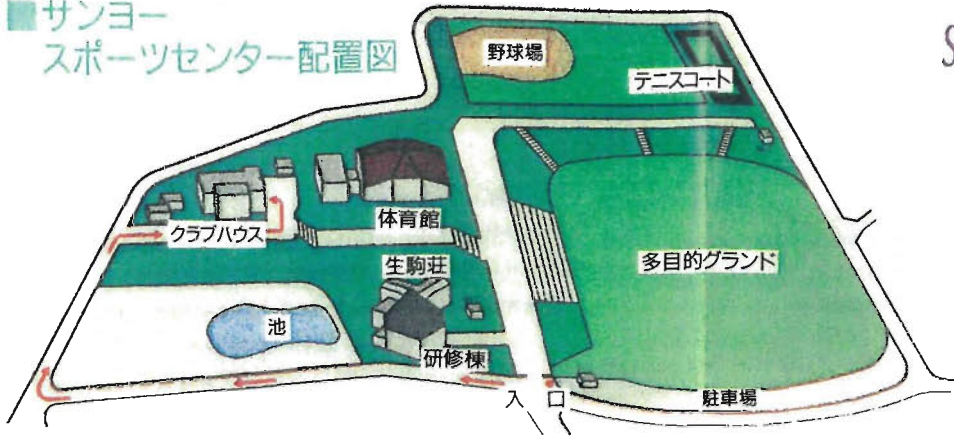 ■サンヨー
スポーツセンター配置図
S
野球場
テニスコート
体育館
クラブハウス
生駒荘
多目的グランド
池
研修棟
入口
駐車場